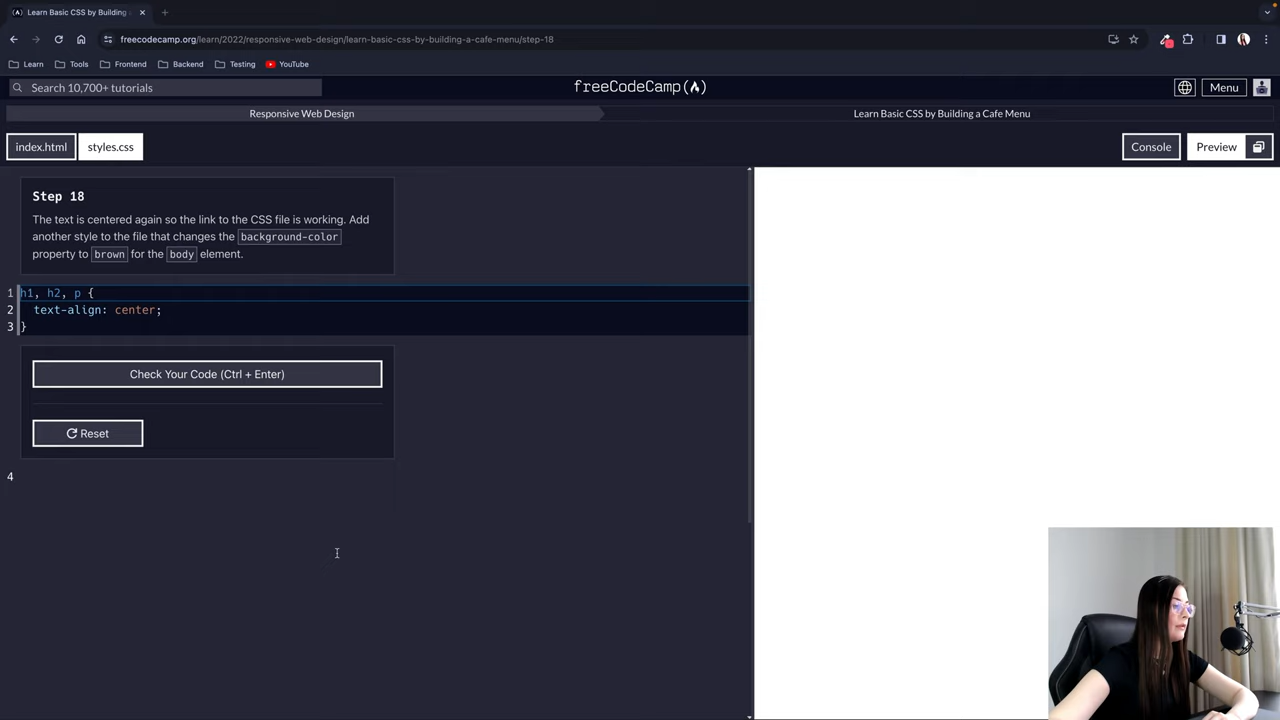 Learn Basic CSS by Building a
freecodecamp.org/learn/2022/responsive-web-design/learn-basic-css-by-building-a-cafe-menu/step-18
Learn Tools Frontend Backend Testing YouTube
Search 10,700+ tutorials freeCodeCamp Menu
Responsive Web Design Learn Basic CSS by Building a Cafe Menu
index.html styles.css Console Preview
Step 18
The text is centered again so the link to the CSS file is working. Add
another style to the file that changes the background-color
property to brown for the body element.
1 h1, h2, p {
2 text-align: center;
3 }
Check Your Code (Ctrl + Enter)
Reset
4